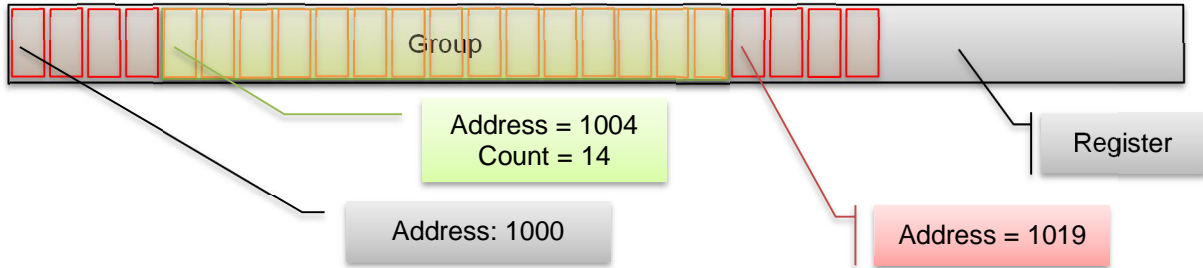 Group
Address = 1004
Count = 14
Register
Address: 1000
Address = 1019